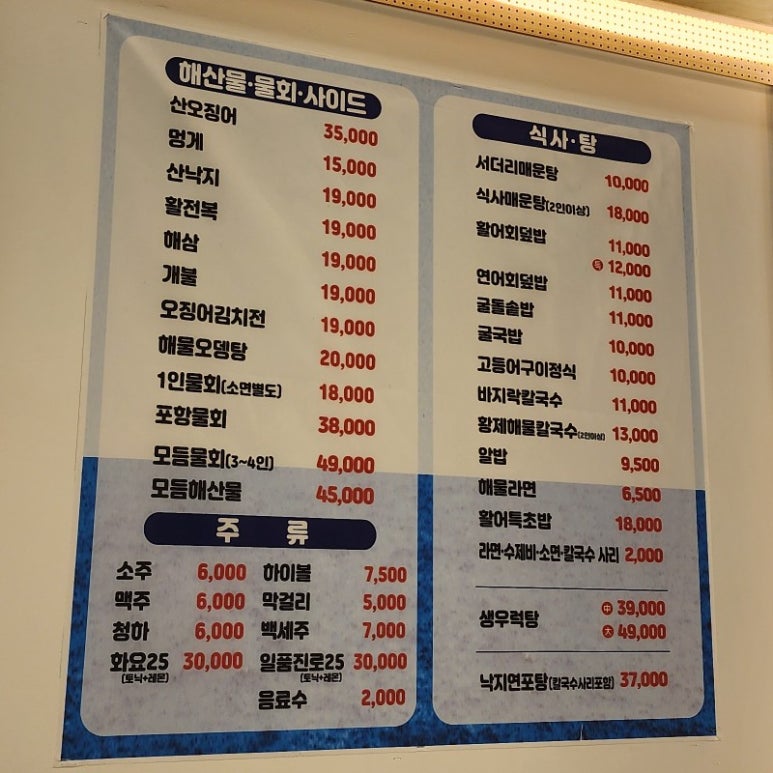 해산물·물회·사이드
산오징어 35,000
멍게 15,000
산낙지 19,000
활전복 19,000
해삼 19,000
개불 19,000
오징어김치전 19,000
해물오뎅탕 20,000
1인물회(소면별도) 18,000
포항물회 38,000
모듬물회(3~4인) 49,000
모듬해산물 45,000
주 류
소주 6,000 하이볼 7,500
맥주 6,000 막걸리 5,000
청하 6,000 백세주 7,000
화요25 30,000 일품진로25 30,000
(토닉+레몬) (토닉+레몬)
음료수 2,000
식사·탕
서더리매운탕 10,000
식사매운탕(2인이상) 18,000
활어회덮밥 11,000
특 12,000
연어회덮밥 11,000
굴돌솥밥 11,000
굴국밥 10,000
고등어구이정식 10,000
바지락칼국수 11,000
황제해물칼국수(2인이상) 13,000
알밥 9,500
해물라면 6,500
활어특초밥 18,000
라면·수제비·소면·칼국수 사리 2,000
생우럭탕 中 39,000
大 49,000
낙지연포탕(칼국수사리포함) 37,000